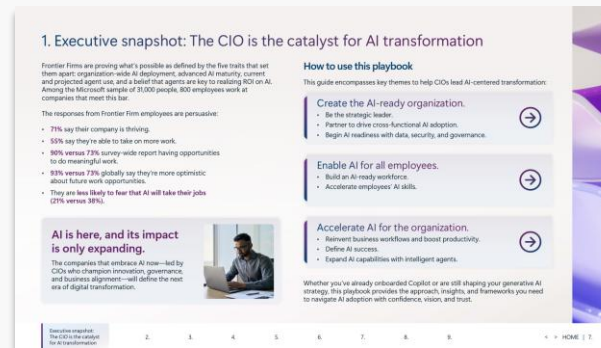 1. Executive snapshot: The CIO is the catalyst for AI transformation
Frontier Firms are proving what's possible as defined by the five traits that set
them apart: organization-wide AI deployment, advanced AI maturity, current
and projected agent use, and a belief that agents are key to realizing ROI on AI.
Among the Microsoft sample of 31,000 people, 800 employees work at
companies that meet this bar.
The responses from Frontier Firm employees are persuasive:
• 71% say their company is thriving.
• 55% say they're able to take on more work.
• 90% versus 73% survey-wide report having opportunities
to do meaningful work.
• 93% versus 73% globally say they're more optimistic
about future work opportunities.
• They are less likely to fear that AI will take their jobs
(21% versus 38%).
AI is here, and its impact
is only expanding.
The companies that embrace AI now—led by
CIOs who champion innovation, governance,
and business alignment—will define the next
era of digital transformation.
How to use this playbook
This guide encompasses key themes to help CIOs lead AI-centered transformation:
Create the AI-ready organization.
• Be the strategic leader.
• Partner to drive cross-functional AI adoption.
• Begin AI readiness with data, security, and governance.
Enable AI for all employees.
• Build an AI-ready workforce.
• Accelerate employees' AI skills.
Accelerate AI for the organization.
• Reinvent business workflows and boost productivity.
• Define AI success.
• Expand AI capabilities with intelligent agents.
Whether you've already onboarded Copilot or are still shaping your generative AI
strategy, this playbook provides the approach, insights, and frameworks you need
to navigate AI adoption with confidence, vision, and trust.
Executive snapshot:
The CIO is the catalyst
for AI transformation
2. 3. 4. 5. 6. 7. 8. 9.
< > HOME | 7.